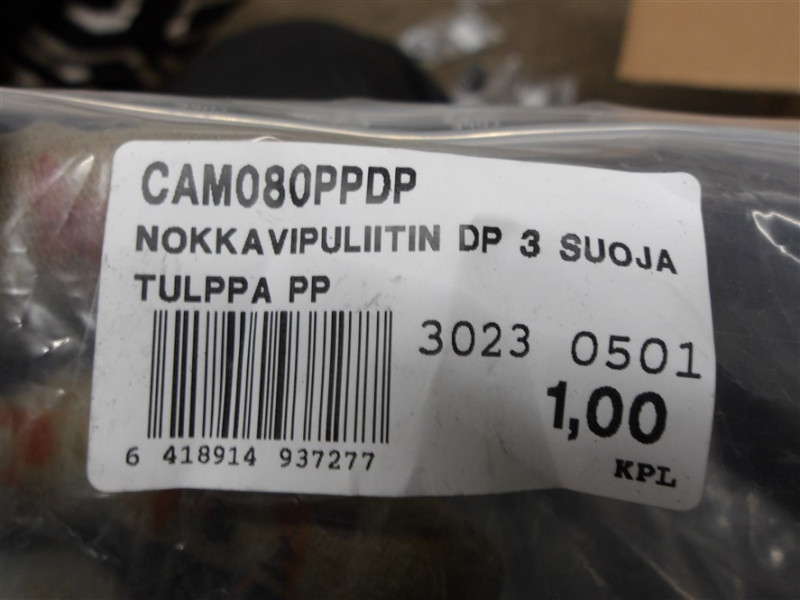 CAM080PPDP
NOKKAVIPULIITIN DP 3 SUOJA
TULPPA PP
3023 0501
1,00
KPL
6 418914 937277